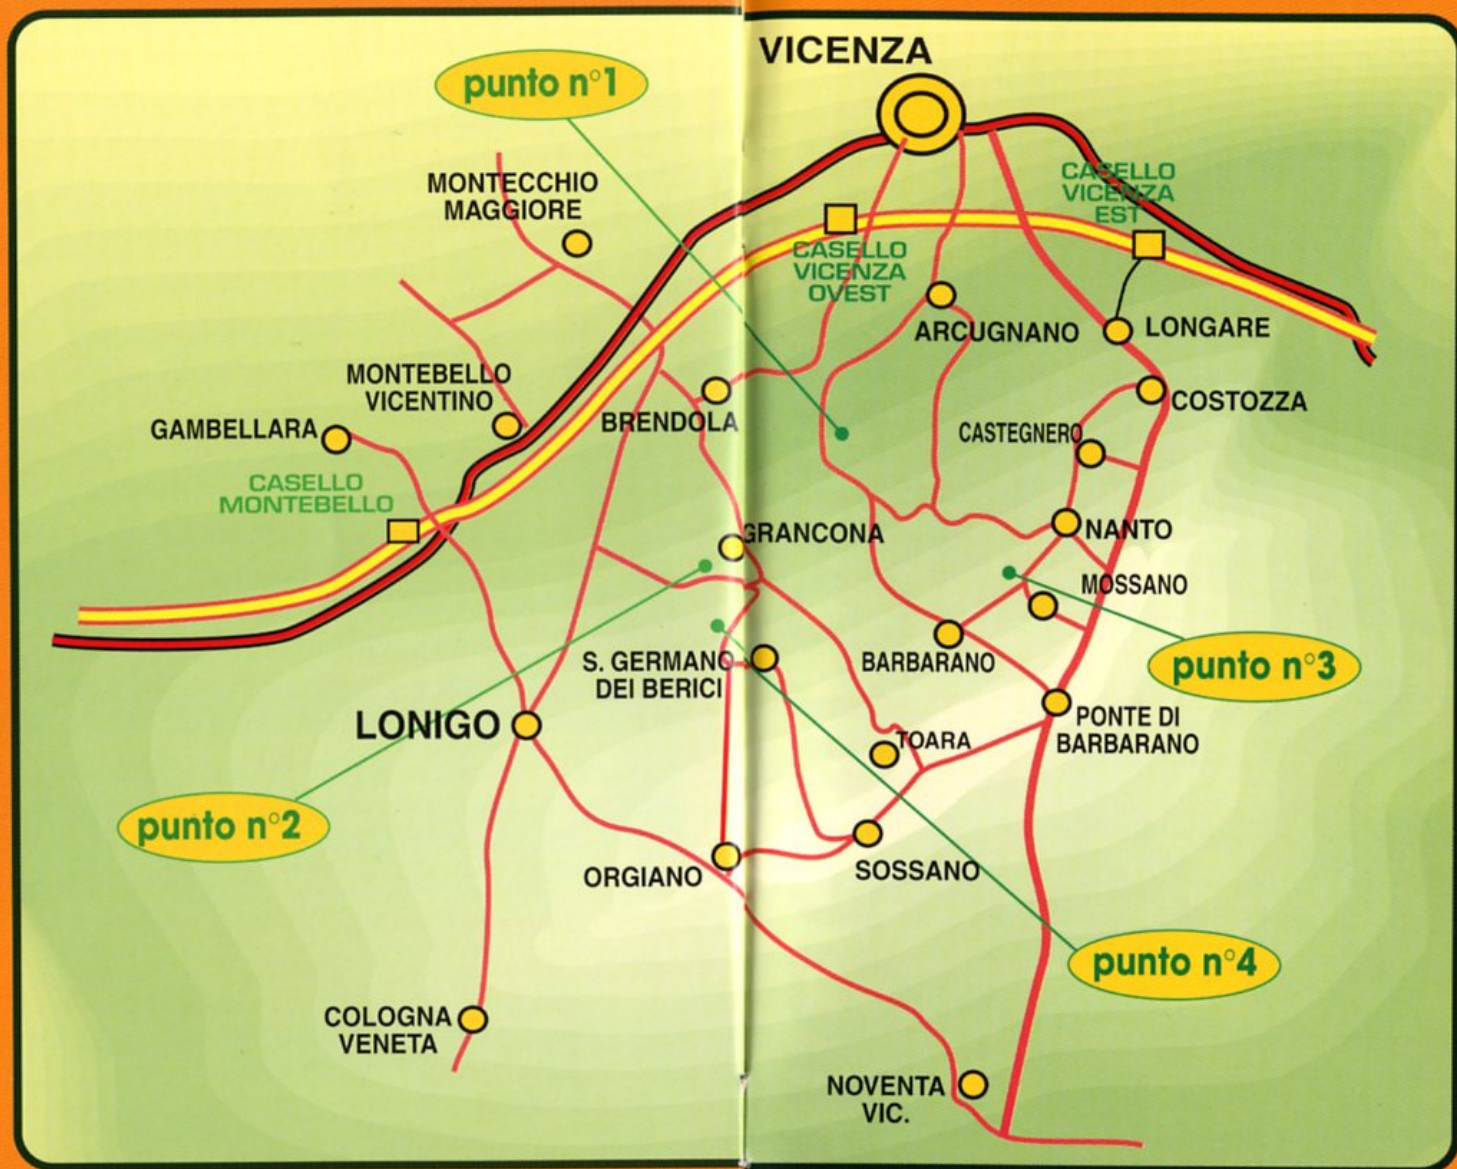 VICENZA
punto n°1
MONTECCHIO
MAGGIORE
CASELLO
VICENZA
EST
CASELLO
VICENZA
OVEST
ARCUGNANO
LONGARE
MONTEBELLO
VICENTINO
GAMBELLARA
BRENDOLA
COSTOZZA
CASTEGNERO
CASELLO
MONTEBELLO
GRANCONA
NANTO
MOSSANO
S. GERMANO
DEI BERICI
BARBARANO
punto n°3
LONIGO
PONTE DI
BARBARANO
TOARA
punto n°2
ORGIANO
SOSSANO
punto n°4
COLOGNA
VENETA
NOVENTA
VIC.